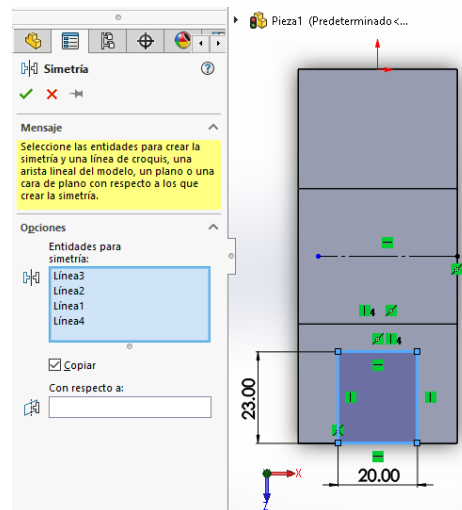 Pieza1 (Predeterminado<...
Simetría
?
Mensaje
Seleccione las entidades para crear la
simetría y una línea de croquis, una
arista lineal del modelo, un plano o una
cara de plano con respecto a los que
crear la simetría.
Opciones
Entidades para
simetría:
Línea3
Línea2
Línea1
Línea4
Copiar
Con respecto a:
4
4
23.00
20.00
X
Z